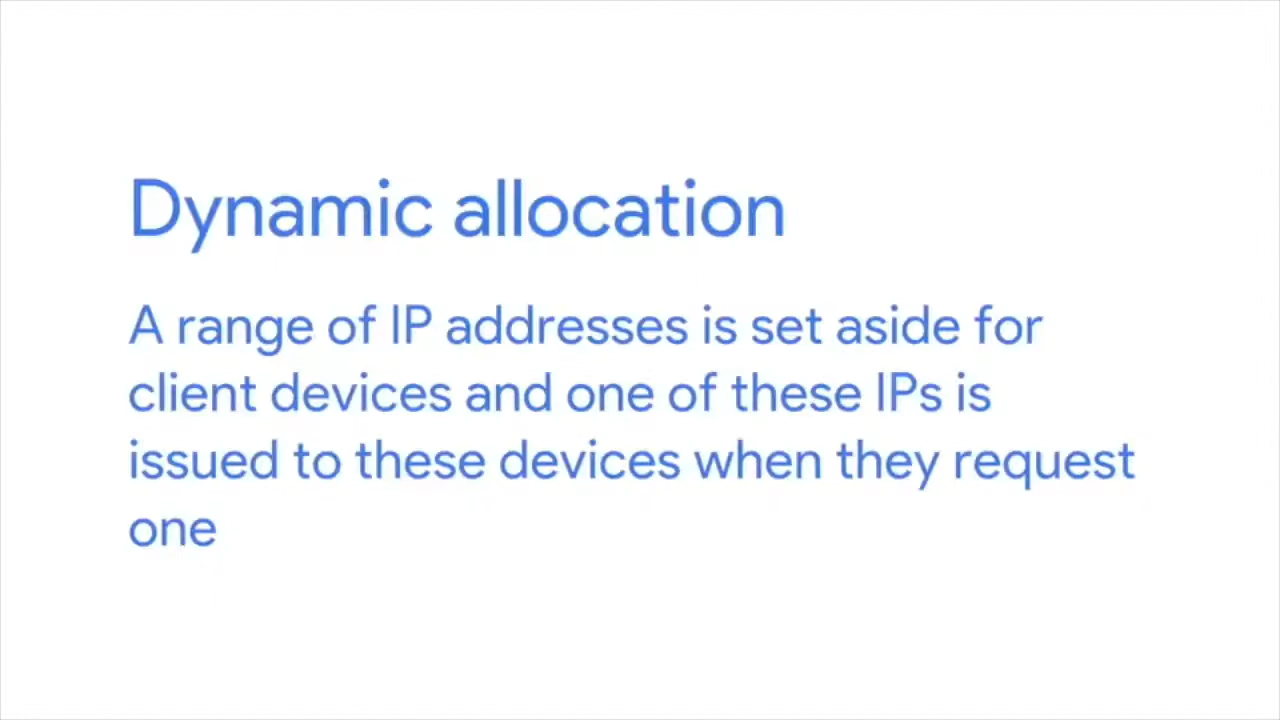 Dynamic allocation
A range of IP addresses is set aside for
client devices and one of these IPs is
issued to these devices when they request
one